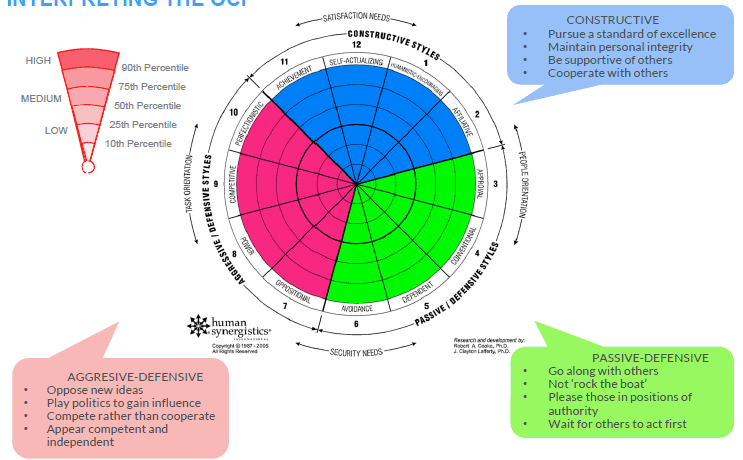 INTERPRETING THE OCI
HIGH
MEDIUM
LOW
90th Percentile
75th Percentile
50th Percentile
25th Percentile
10th Percentile
SATISFACTION NEEDS
CONSTRUCTIVE STYLES
12
11
1
10
2
9
3
8
4
7
5
6
ACHIEVEMENT
SELF-ACTUALIZING
HUMANISTIC-ENCOURAGING
AFFILIATIVE
APPROVAL
CONVENTIONAL
DEPENDENT
AVOIDANCE
OPPOSITIONAL
POWER
COMPETITIVE
PERFECTIONISTIC
TASK ORIENTATION
AGGRESSIVE / DEFENSIVE STYLES
PEOPLE ORIENTATION
PASSIVE / DEFENSIVE STYLES
SECURITY NEEDS
CONSTRUCTIVE
• Pursue a standard of excellence
• Maintain personal integrity
• Be supportive of others
• Cooperate with others
human
synergistics®
INTERNATIONAL
Copyright © 1987 - 2005
All Rights Reserved
Research and development by:
Robert A. Cooke, Ph.D.
J. Clayton Lafferty, Ph.D.
AGGRESIVE-DEFENSIVE
• Oppose new ideas
• Play politics to gain influence
• Compete rather than cooperate
• Appear competent and
independent
PASSIVE-DEFENSIVE
• Go along with others
• Not ‘rock the boat’
• Please those in positions of
authority
• Wait for others to act first